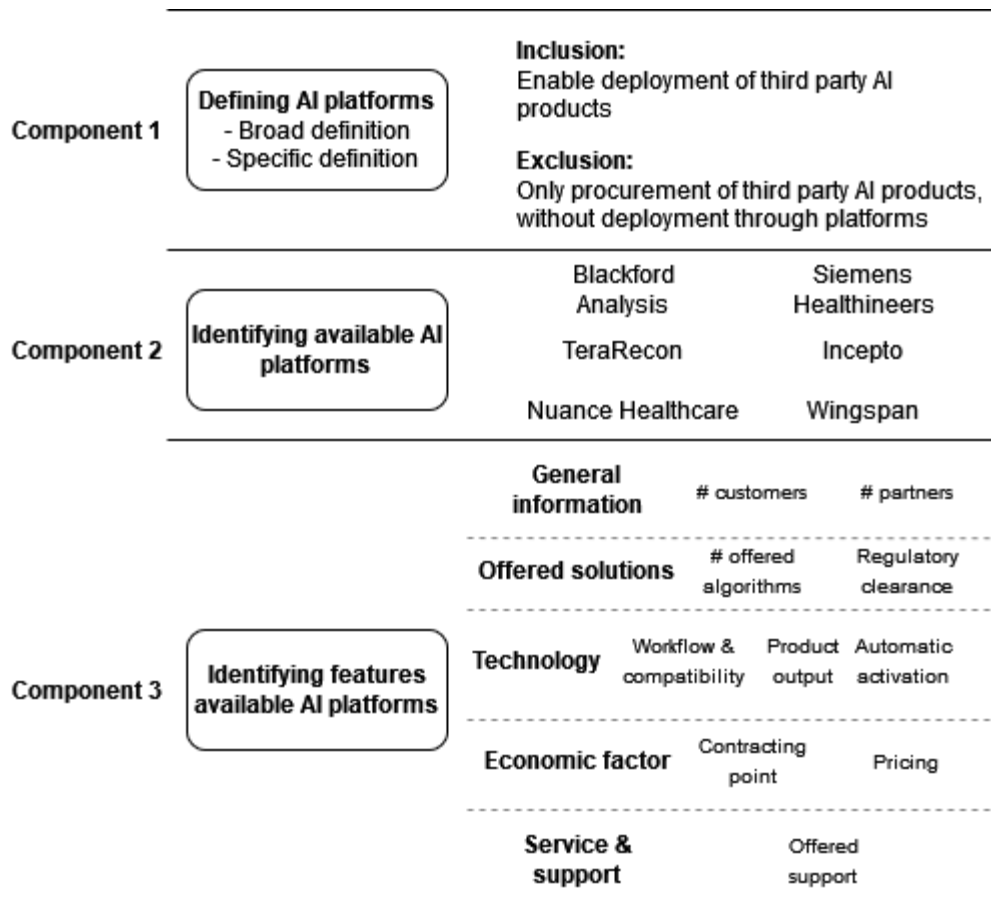 Component 1
Defining AI platforms
- Broad definition
- Specific definition
Inclusion:
Enable deployment of third party AI
products
Exclusion:
Only procurement of third party AI products,
without deployment through platforms
Component 2
Identifying available AI
platforms
Blackford
Analysis
Siemens
Healthineers
TeraRecon
Incepto
Nuance Healthcare
Wingspan
Component 3
Identifying features
available AI platforms
General
information
# customers
# partners
Offered solutions
# offered
algorithms
Regulatory
clearance
Technology
Workflow &
compatibility
Product
output
Automatic
activation
Economic factor
Contracting
point
Pricing
Service &
support
Offered
support